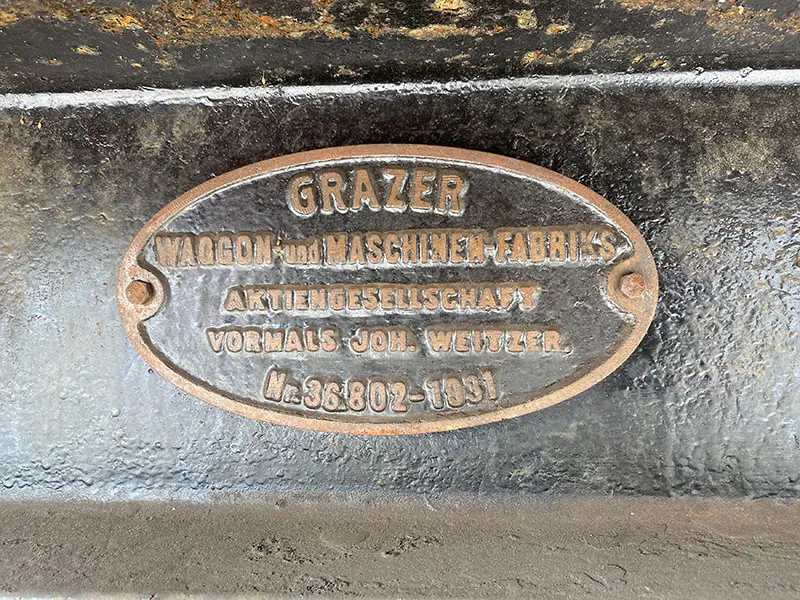 GRAZER
WAGGON- und MASCHINEN-FABRIKS
AKTIENGESELLSCHAFT
VORMALS JOH. WEITZER.
Nr. 36.802-1931